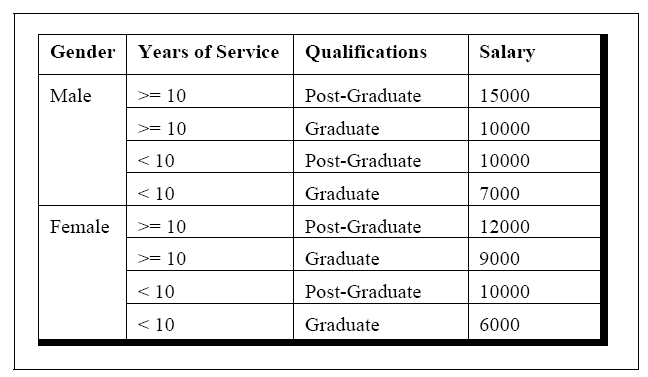 Gender Years of Service Qualifications Salary
Male >= 10 Post-Graduate 15000
>= 10 Graduate 10000
< 10 Post-Graduate 10000
< 10 Graduate 7000
Female >= 10 Post-Graduate 12000
>= 10 Graduate 9000
< 10 Post-Graduate 10000
< 10 Graduate 6000